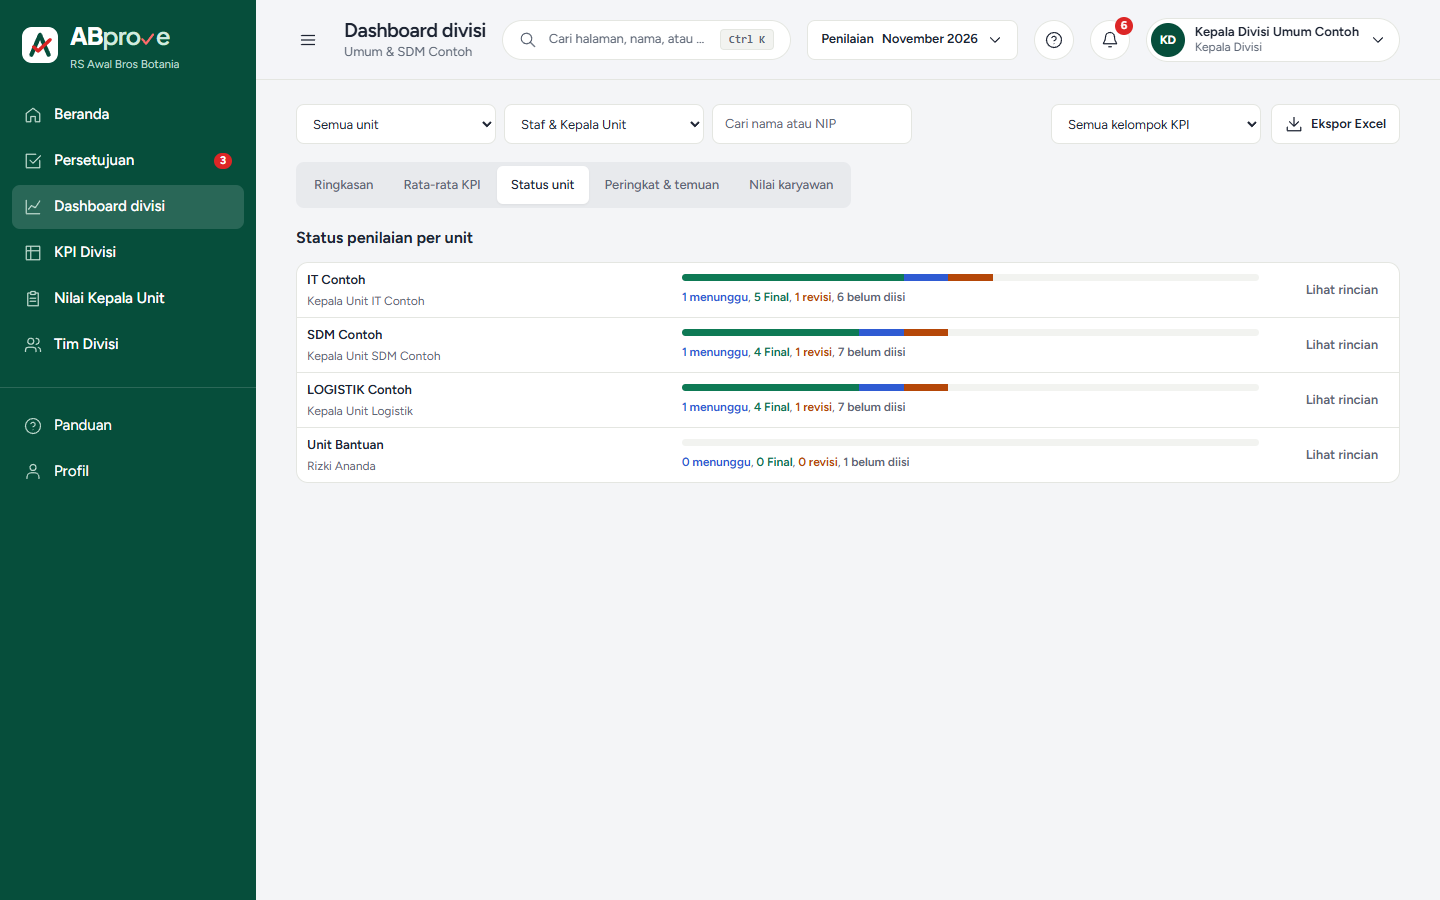 ABprove
RS Awal Bros Botania
Beranda
Persetujuan 3
Dashboard divisi
KPI Divisi
Nilai Kepala Unit
Tim Divisi
Panduan
Profil
Dashboard divisi
Umum & SDM Contoh
Cari halaman, nama, atau ... Ctrl K
Penilaian November 2026
6
KD
Kepala Divisi Umum Contoh
Kepala Divisi
Semua unit
Staf & Kepala Unit
Cari nama atau NIP
Semua kelompok KPI
Ekspor Excel
Ringkasan
Rata-rata KPI
Status unit
Peringkat & temuan
Nilai karyawan
Status penilaian per unit
IT Contoh
Kepala Unit IT Contoh
1 menunggu, 5 Final, 1 revisi, 6 belum diisi
Lihat rincian
SDM Contoh
Kepala Unit SDM Contoh
1 menunggu, 4 Final, 1 revisi, 7 belum diisi
Lihat rincian
LOGISTIK Contoh
Kepala Unit Logistik
1 menunggu, 4 Final, 1 revisi, 7 belum diisi
Lihat rincian
Unit Bantuan
Rizki Ananda
0 menunggu, 0 Final, 0 revisi, 1 belum diisi
Lihat rincian